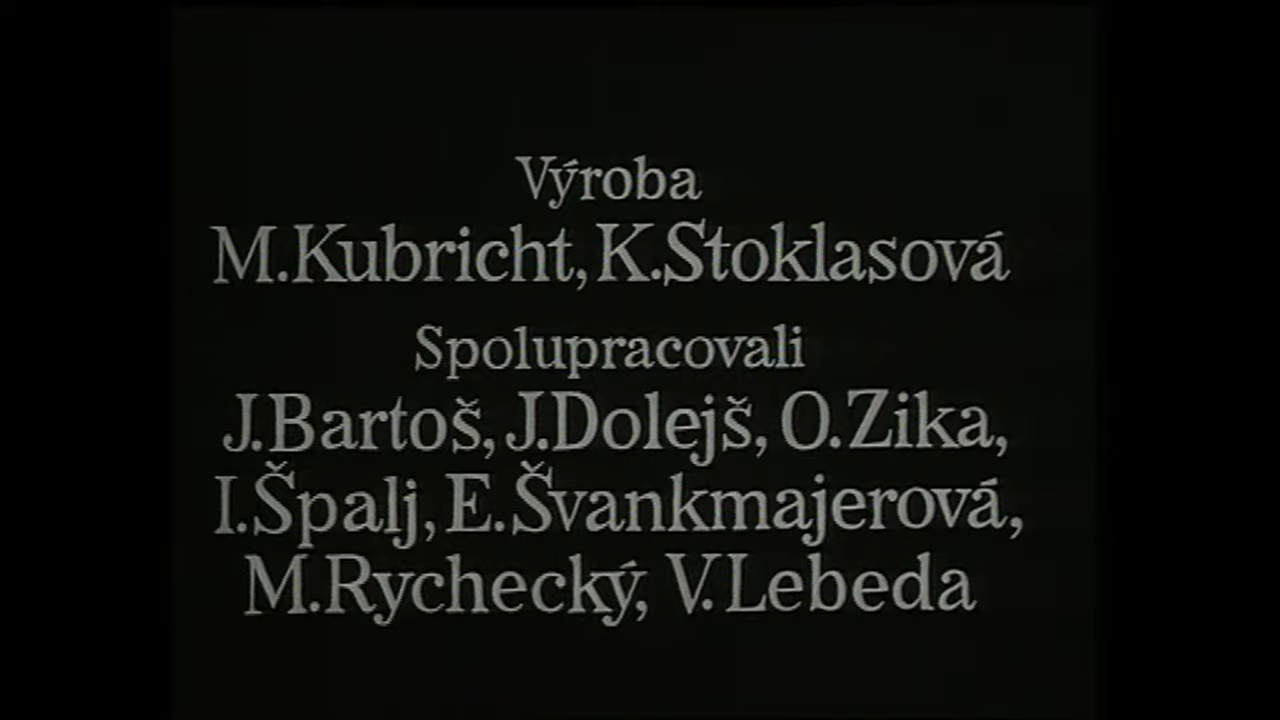 Výroba
M.Kubricht, K.Stoklasová
Spolupracovali
J.Bartoš, J.Dolejš, O.Zika,
I.Špalj, E.Švankmajerová,
M.Rychecký, V.Lebeda